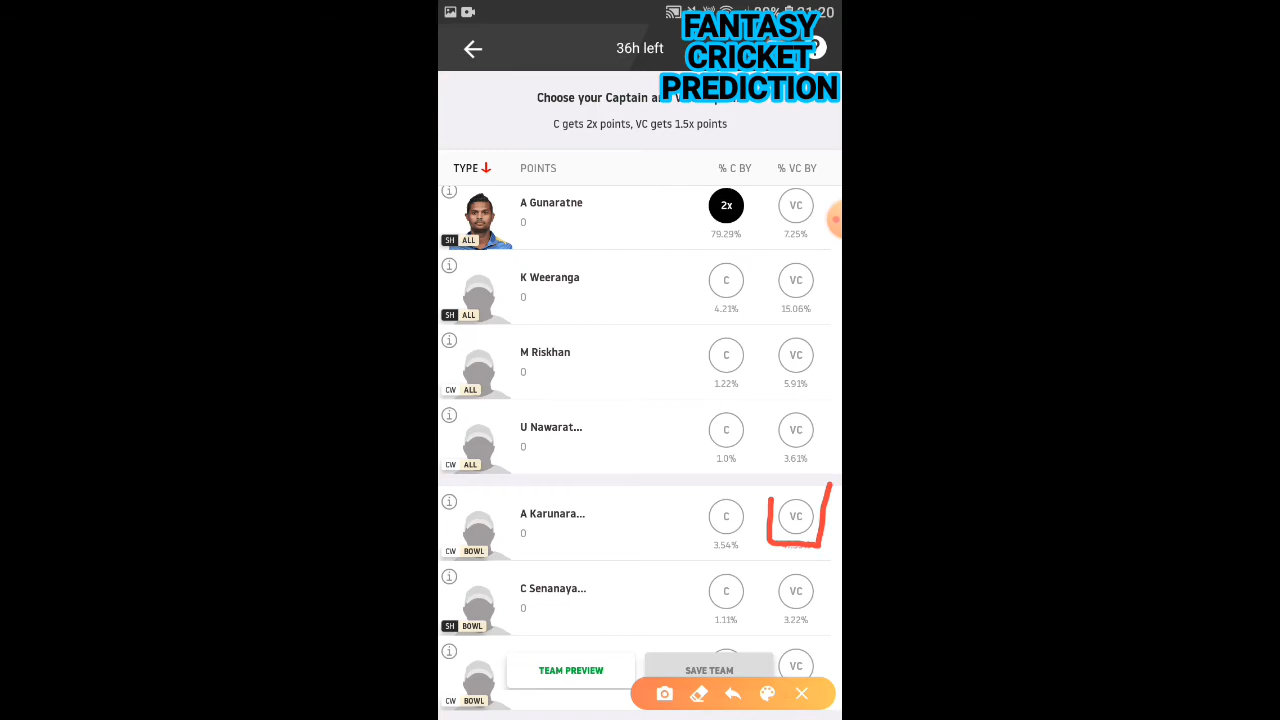 21:20
FANTASY
CRICKET
PREDICTION
36h left
?
Choose your Captain
C gets 2x points, VC gets 1.5x points
TYPE POINTS % C BY % VC BY
i
A Gunaratne 2x VC
0
SH ALL 79.29% 7.25%
i
K Weeranga C VC
0
SH ALL 4.21% 15.06%
i
M Riskhan C VC
0
CW ALL 1.22% 5.91%
i
U Nawarat... C VC
0
CW ALL 1.0% 3.61%
i
A Karunara... C VC
0
CW BOWL 3.54%
i
C Senanaya... C VC
0
SH BOWL 1.11% 3.22%
i
VC
TEAM PREVIEW SAVE TEAM
CW BOWL